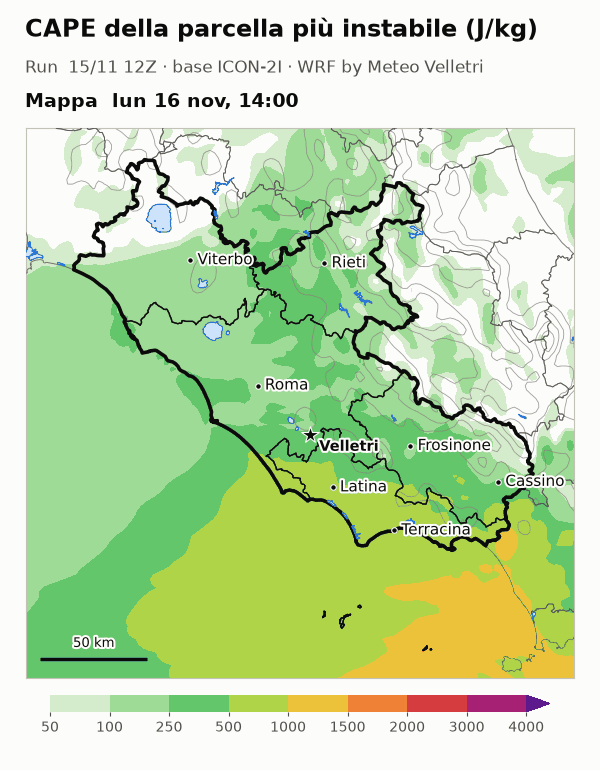 CAPE della parcella più instabile (J/kg)
Run  15/11 12Z · base ICON-2I · WRF by Meteo Velletri
Mappa  lun 16 nov, 14:00
Viterbo
Rieti
Roma
Velletri
Frosinone
Cassino
Latina
Terracina
50 km
50 100 250 500 1000 1500 2000 3000 4000